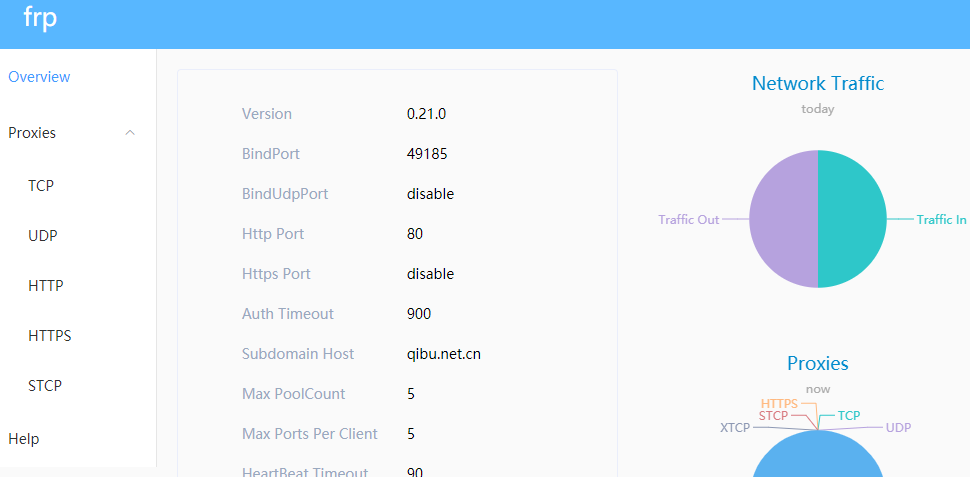 frp
Overview
Proxies
TCP
UDP
HTTP
HTTPS
STCP
Help
Version 0.21.0
BindPort 49185
BindUdpPort disable
Http Port 80
Https Port disable
Auth Timeout 900
Subdomain Host qibu.net.cn
Max PoolCount 5
Max Ports Per Client 5
HeartBeat Timeout 90
Network Traffic
today
Traffic Out
Traffic In
Proxies
now
HTTPS
STCP
TCP
XTCP
UDP